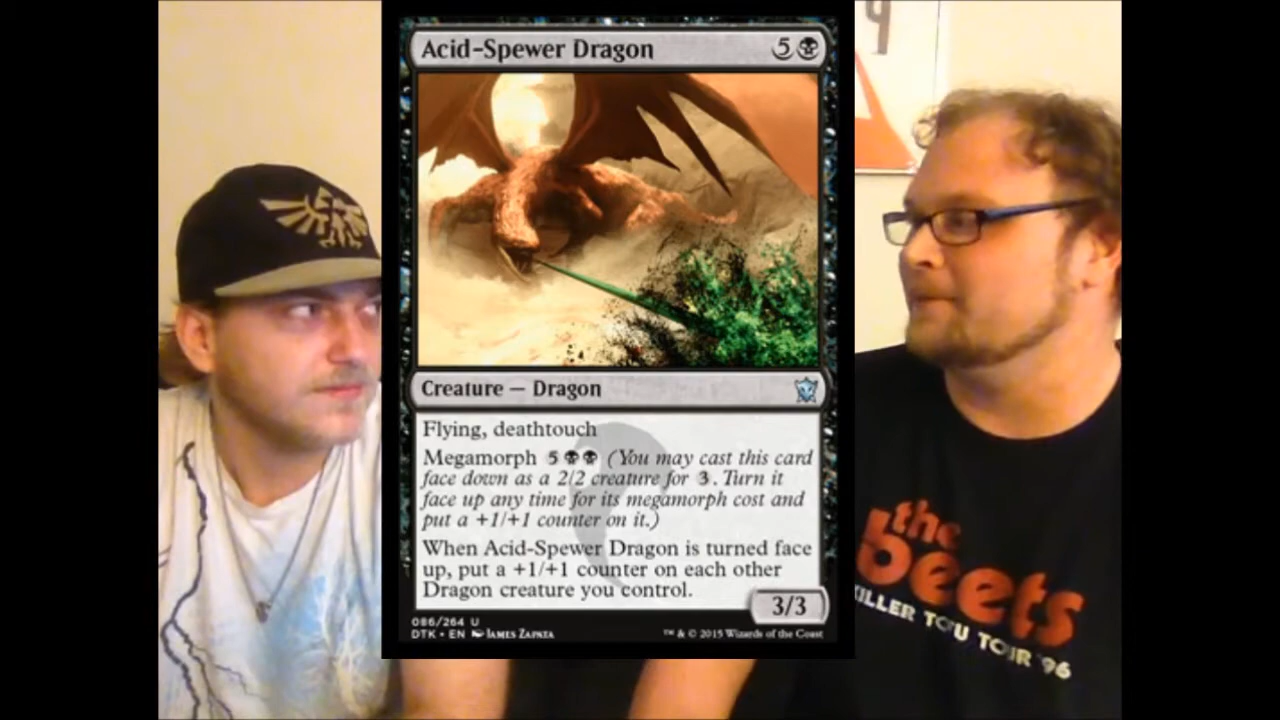 Acid-Spewer Dragon 5
Creature — Dragon
Flying, deathtouch
Megamorph 5 (You may cast this card
face down as a 2/2 creature for 3. Turn it
face up any time for its megamorph cost and
put a +1/+1 counter on it.)
When Acid-Spewer Dragon is turned face
up, put a +1/+1 counter on each other
Dragon creature you control.
3/3
086/264 U
DTK • EN James Zapata
™ & © 2015 Wizards of the Coast
the
beets
KILLER TOFU TOUR '96